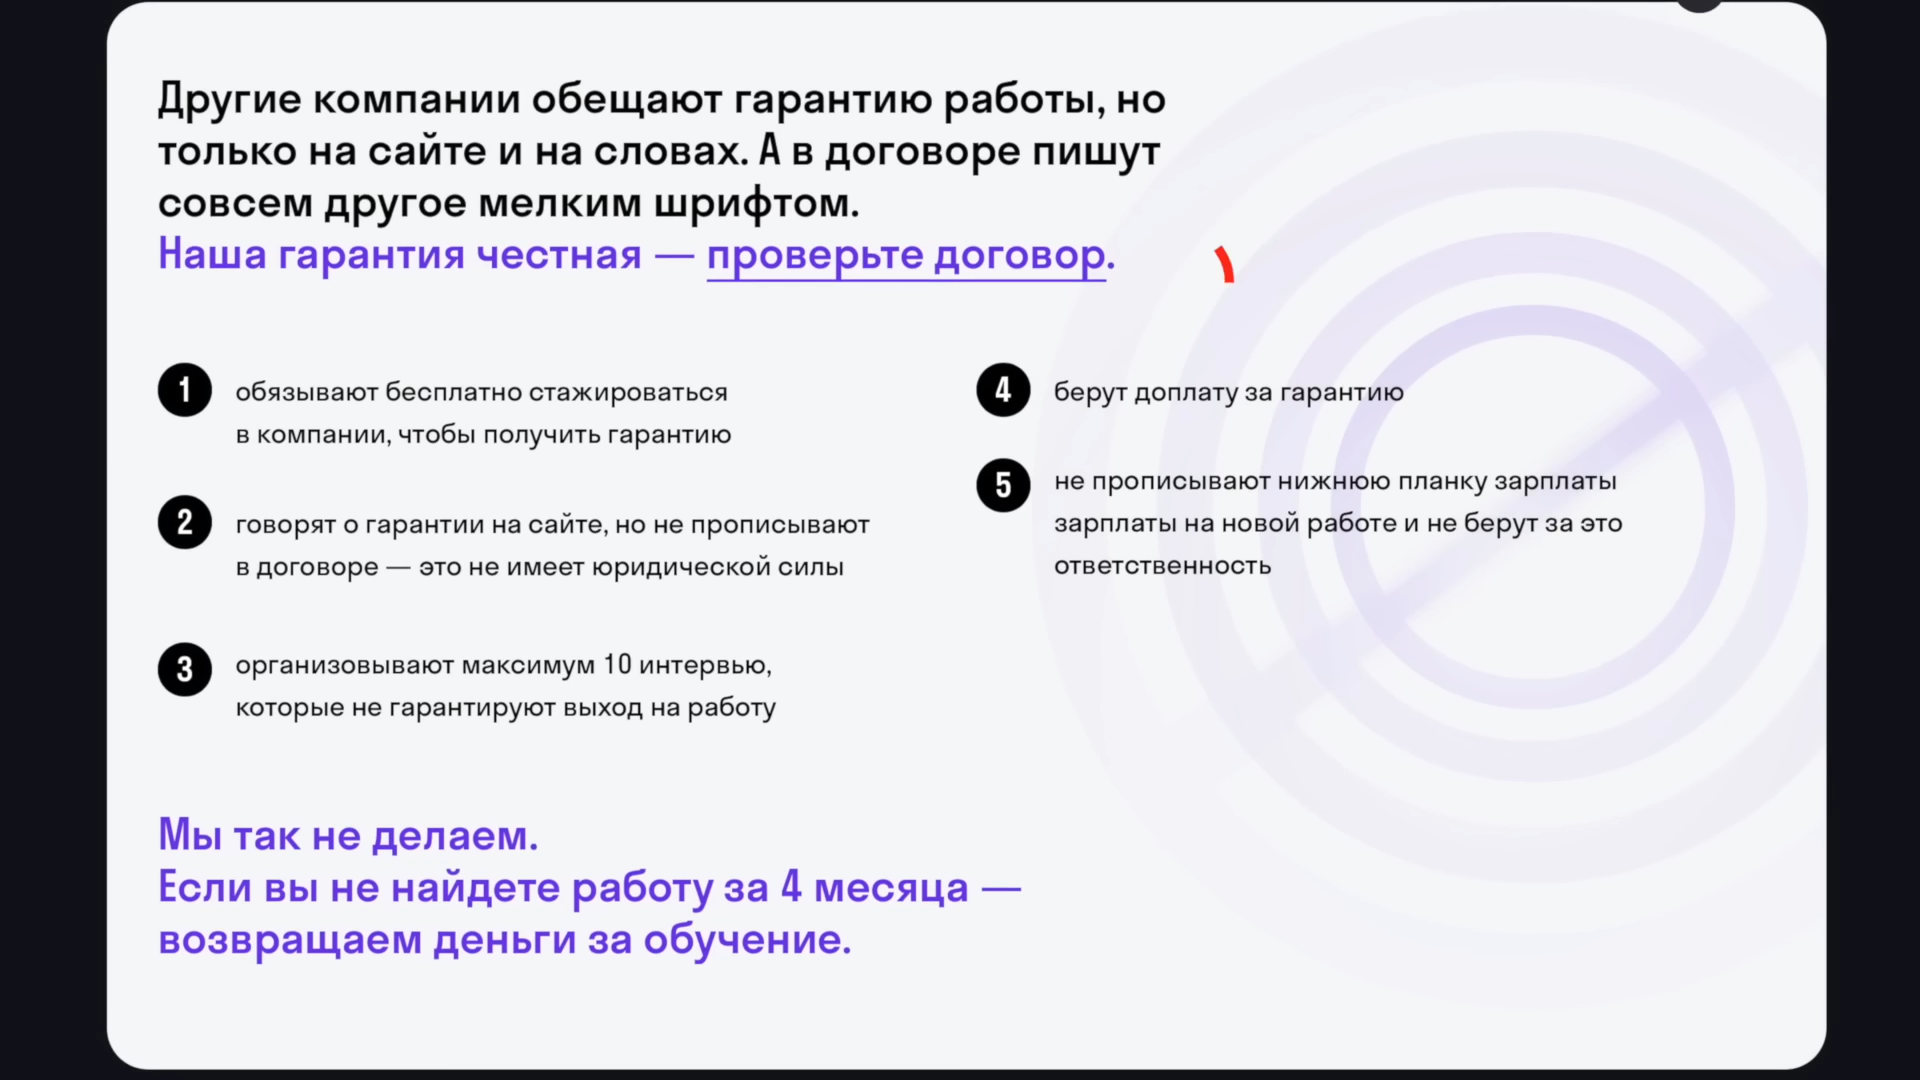 Другие компании обещают гарантию работы, но
только на сайте и на словах. А в договоре пишут
совсем другое мелким шрифтом.
Наша гарантия честная — проверьте договор.
1
обязывают бесплатно стажироваться
в компании, чтобы получить гарантию
2
говорят о гарантии на сайте, но не прописывают
в договоре — это не имеет юридической силы
3
организовывают максимум 10 интервью,
которые не гарантируют выход на работу
4
берут доплату за гарантию
5
не прописывают нижнюю планку зарплаты
зарплаты на новой работе и не берут за это
ответственность
Мы так не делаем.
Если вы не найдете работу за 4 месяца —
возвращаем деньги за обучение.